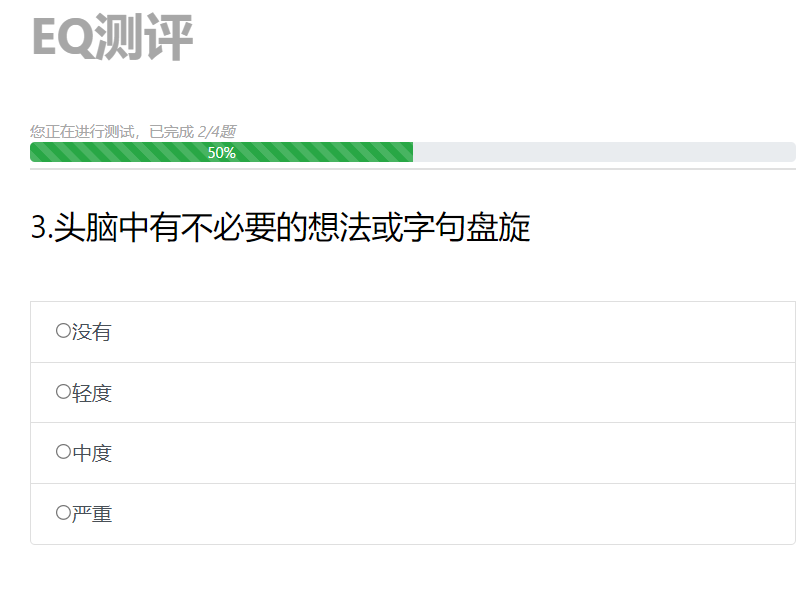 EQ测评
您正在进行测试，已完成 2/4题
50%
3.头脑中有不必要的想法或字句盘旋
没有
轻度
中度
严重